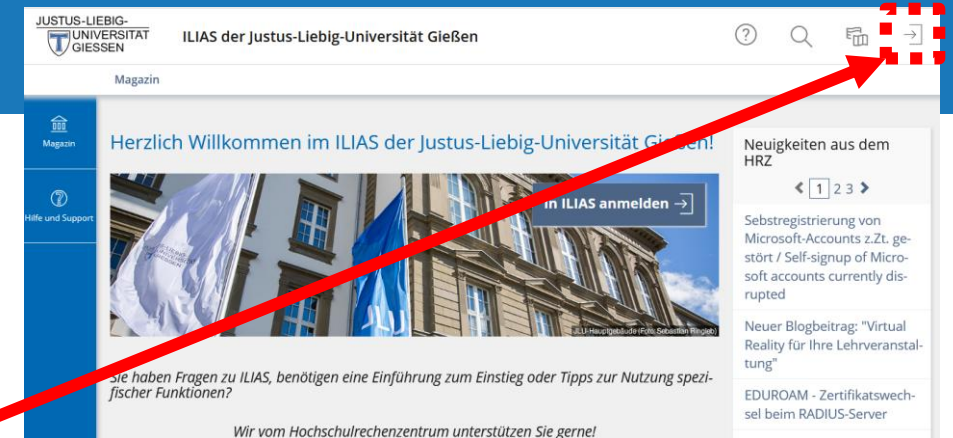 JUSTUS-LIEBIG-
UNIVERSITÄT
GIESSEN
ILIAS der Justus-Liebig-Universität Gießen
Magazin
Magazin
Hilfe und Support
Herzlich Willkommen im ILIAS der Justus-Liebig-Universität Gießen!
In ILIAS anmelden
JLU-Hauptgebäude (Foto: Sebastian Ringleb)
Sie haben Fragen zu ILIAS, benötigen eine Einführung zum Einstieg oder Tipps zur Nutzung spezi-
fischer Funktionen?
Wir vom Hochschulrechenzentrum unterstützen Sie gerne!
Neuigkeiten aus dem
HRZ
1 2 3
Sebstregistrierung von
Microsoft-Accounts z.Zt. ge-
stört / Self-signup of Micro-
soft accounts currently dis-
rupted
Neuer Blogbeitrag: "Virtual
Reality für Ihre Lehrveranstal-
tung"
EDUROAM - Zertifikatswech-
sel beim RADIUS-Server